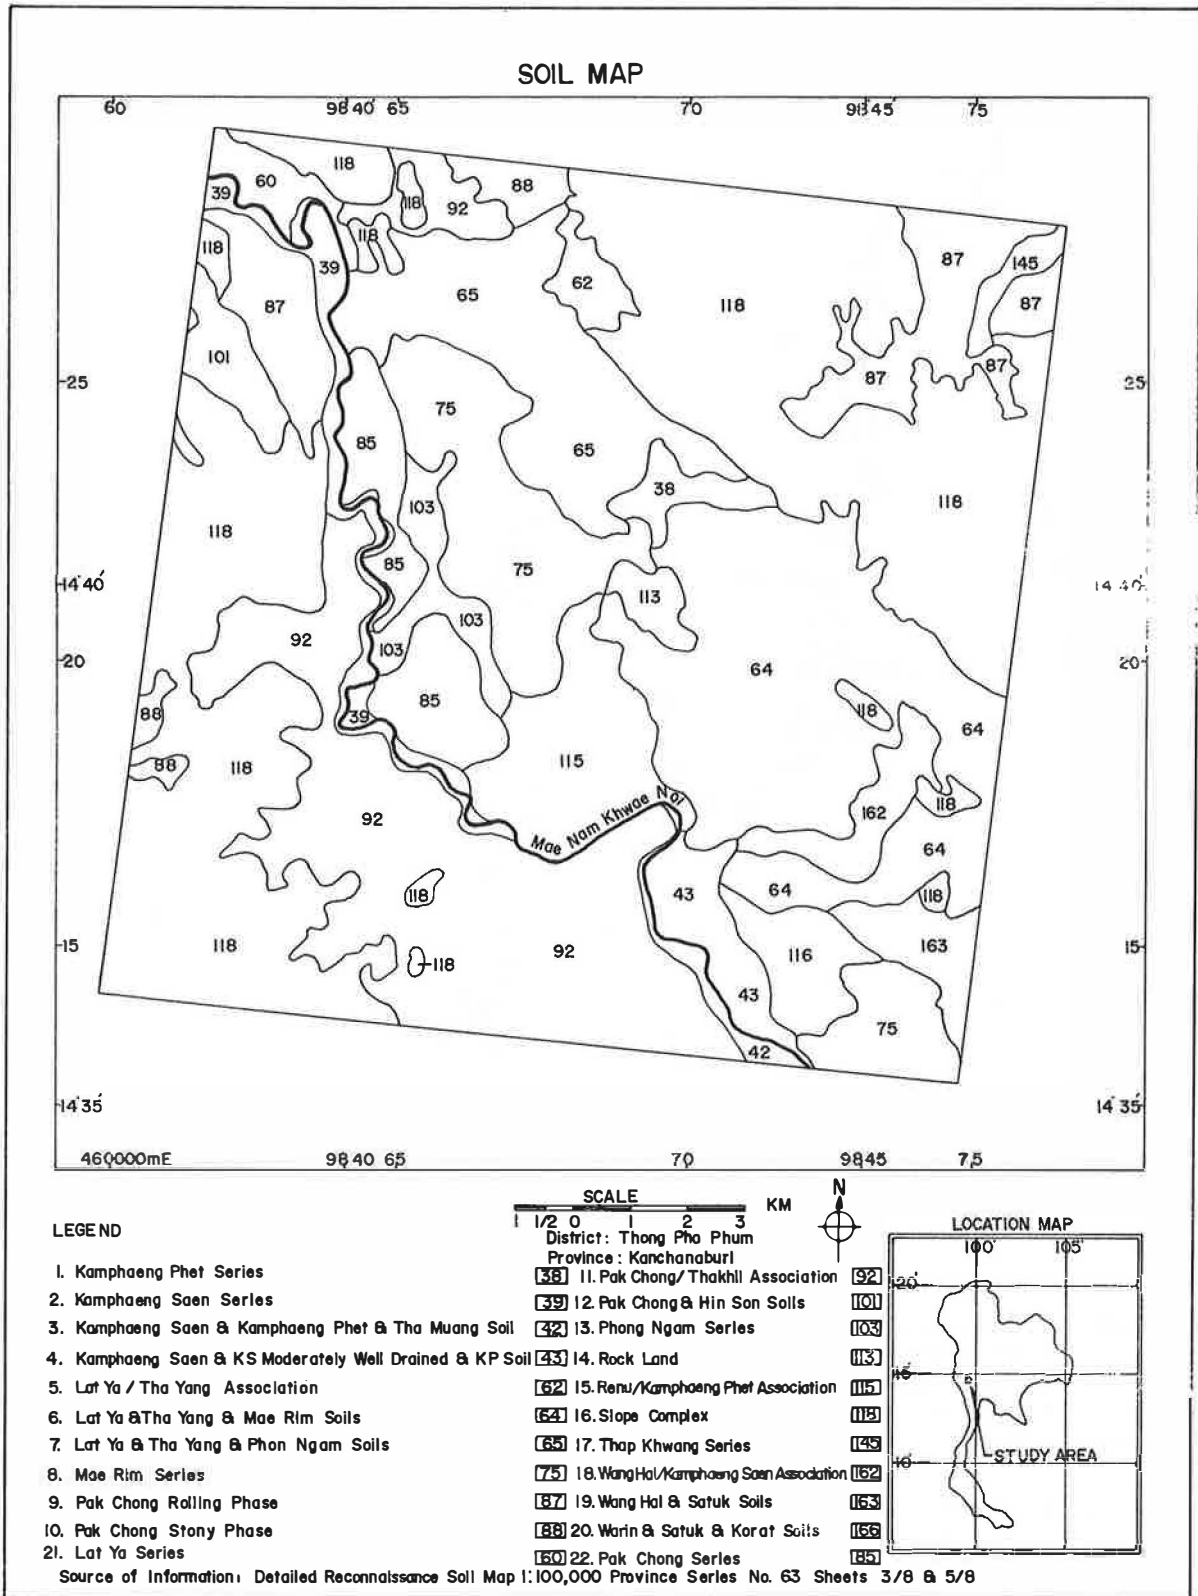 SOIL MAP
60 98°40' 65 70 98°45' 75
118
60
88
39
118
92
118
118
87
145
39
62
65
118
87
87
101
87
87
25
25
75
85
65
38
118
103
118
75
85
14°40'
14°40'
113
103
92
103
20
20
64
85
118
88
39
64
115
118
88
118
92
162
Mae Nam Khwae Noi
64
118
43
64
118
118
92
118
15
15
116
163
43
75
42
14°35'
14°35'
460000mE 98°40 65 70 98°45 75
SCALE
1 1/2 0 1 2 3 KM
N
District: Thong Pha Phum
Province: Kanchanaburi
LEGEND
1. Kamphaeng Phet Series 38
2. Kamphaeng Saen Series 39
3. Kamphaeng Saen & Kamphaeng Phet & Tha Muang Soil 42
4. Kamphaeng Saen & KS Moderately Well Drained & KP Soil 43
5. Lat Ya / Tha Yang Association 62
6. Lat Ya & Tha Yang & Mae Rim Soils 64
7. Lat Ya & Tha Yang & Phon Ngam Soils 65
8. Mae Rim Series 75
9. Pak Chong Rolling Phase 87
10. Pak Chong Stony Phase 88
21. Lat Ya Series 60
11. Pak Chong/Thakhli Association 92
12. Pak Chong & Hin Son Soils 101
13. Phong Ngam Series 103
14. Rock Land 113
15. Renu/Kamphaeng Phet Association 115
16. Slope Complex 118
17. Thap Khwang Series 145
18. Wang Hai/Kamphaeng Saen Association 162
19. Wang Hai & Satuk Soils 163
20. Warin & Satuk & Korat Soils 166
22. Pak Chong Series 85
LOCATION MAP
100° 105°
20°
15°
10°
STUDY AREA
Source of Information: Detailed Reconnaissance Soil Map 1:100,000 Province Series No. 63 Sheets 3/8 & 5/8